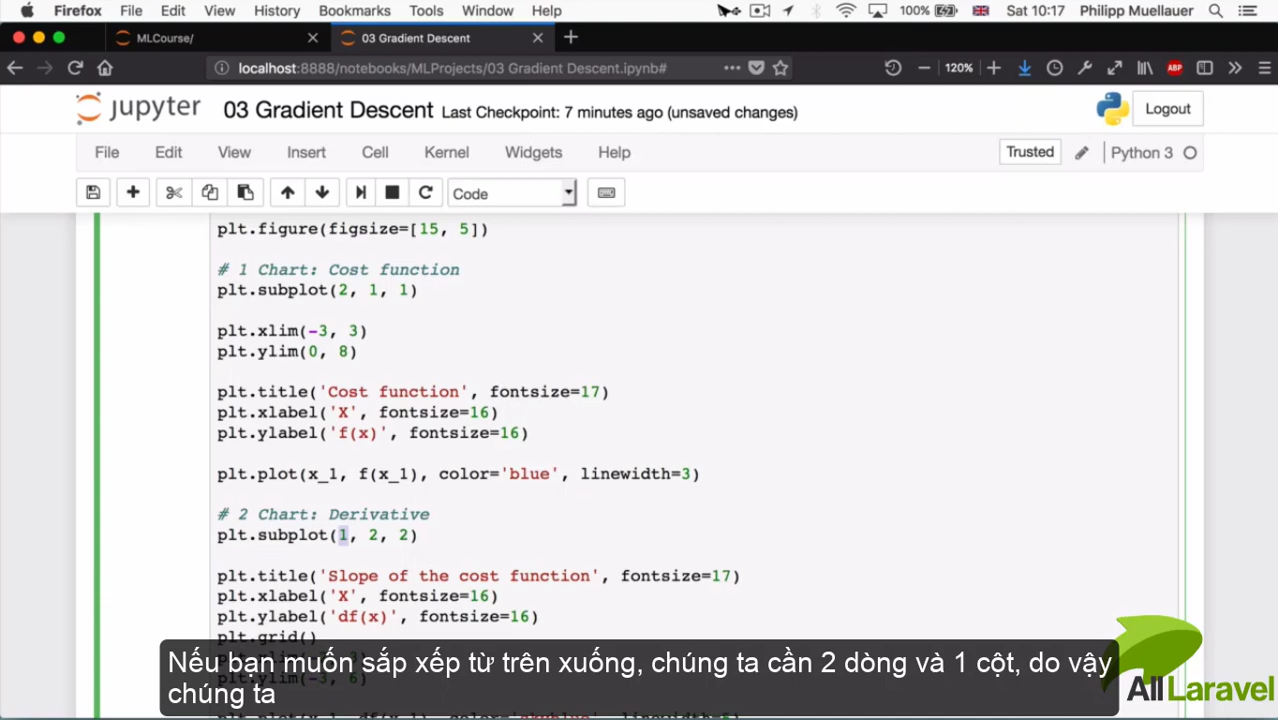 Firefox File Edit View History Bookmarks Tools Window Help 100% Sat 10:17 Philipp Muellauer
MLCourse/ 03 Gradient Descent
localhost:8888/notebooks/MLProjects/03 Gradient Descent.ipynb# 120% ABP
jupyter 03 Gradient Descent Last Checkpoint: 7 minutes ago (unsaved changes) Logout
File Edit View Insert Cell Kernel Widgets Help Trusted Python 3
Code
plt.figure(figsize=[15, 5])
# 1 Chart: Cost function
plt.subplot(2, 1, 1)
plt.xlim(-3, 3)
plt.ylim(0, 8)
plt.title('Cost function', fontsize=17)
plt.xlabel('X', fontsize=16)
plt.ylabel('f(x)', fontsize=16)
plt.plot(x_1, f(x_1), color='blue', linewidth=3)
# 2 Chart: Derivative
plt.subplot(1, 2, 2)
plt.title('Slope of the cost function', fontsize=17)
plt.xlabel('X', fontsize=16)
plt.ylabel('df(x)', fontsize=16)
plt.grid()
Nếu bạn muốn sắp xếp từ trên xuống, chúng ta cần 2 dòng và 1 cột, do vậy
chúng ta
AllLaravel